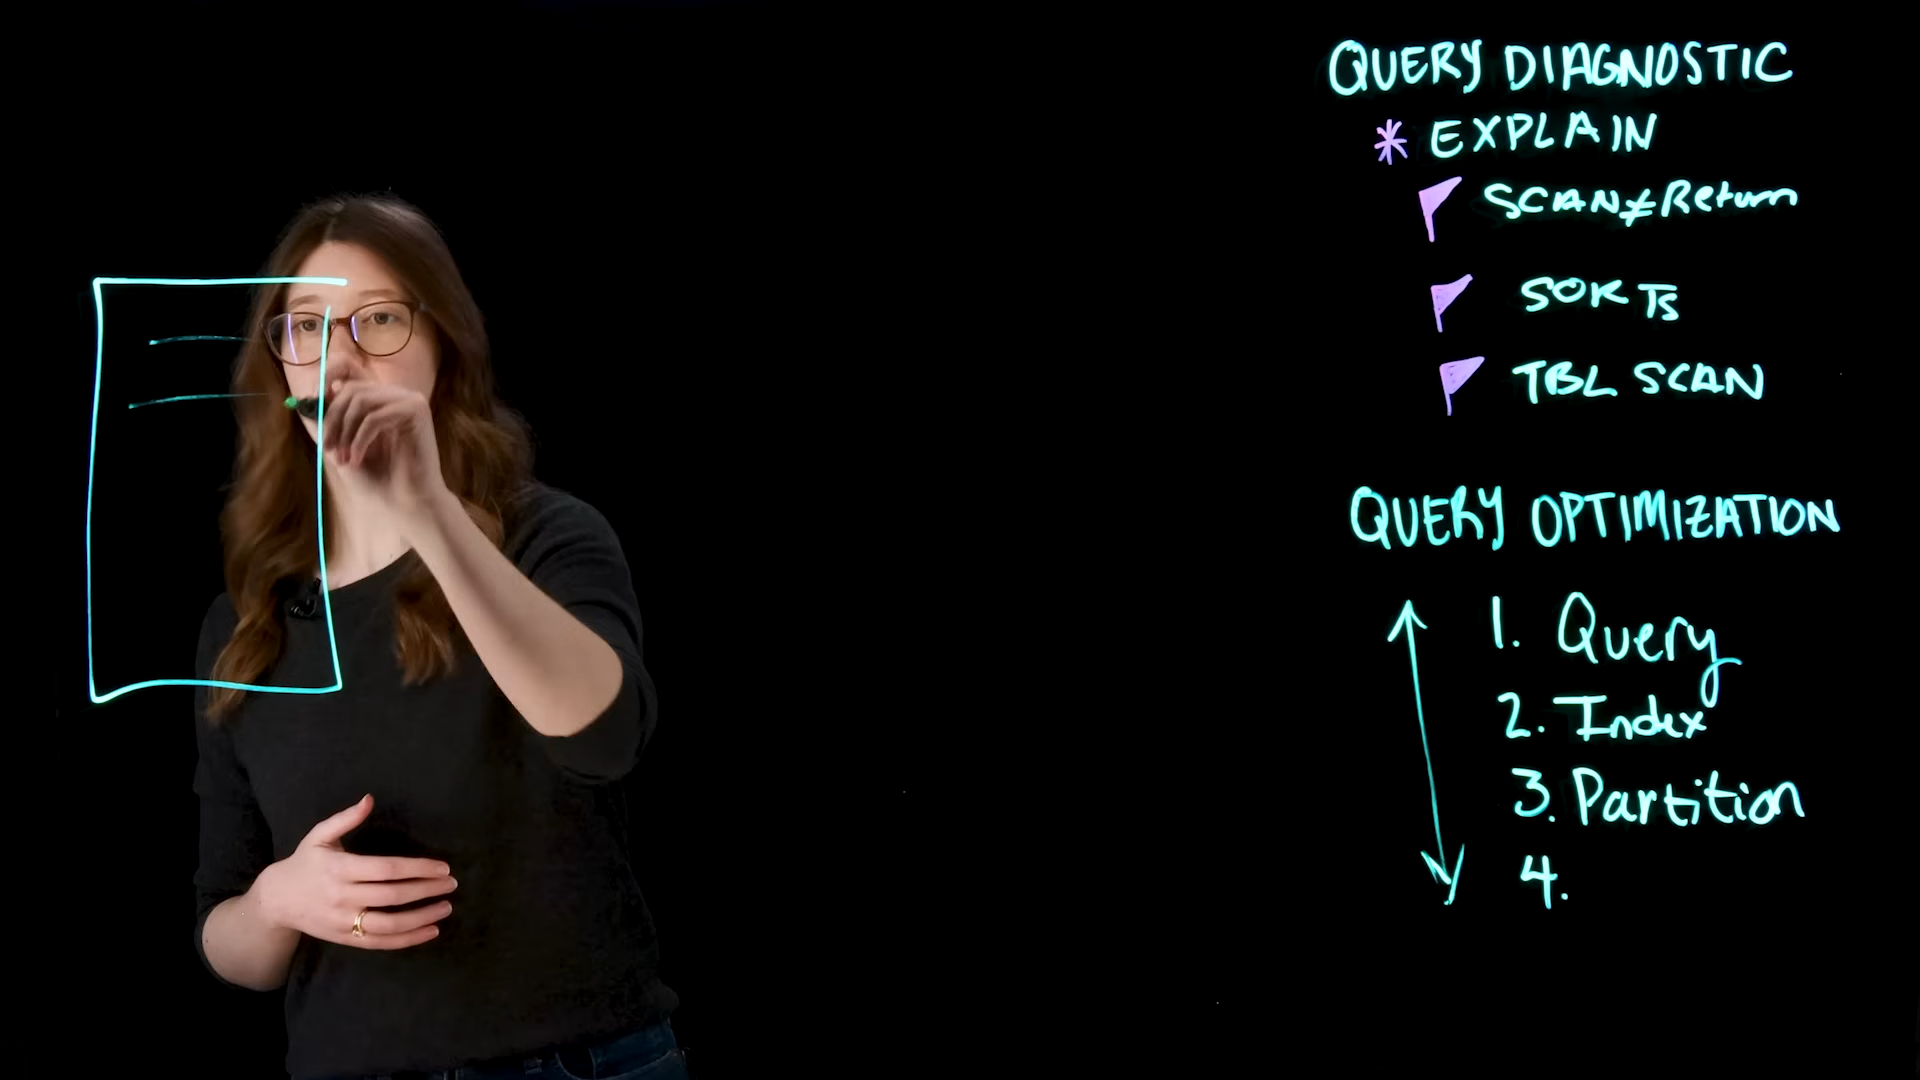 QUERY DIAGNOSTIC
* EXPLAIN
SCAN≠Return
SORTS
TBL SCAN
QUERY OPTIMIZATION
1. Query
2. Index
3. Partition
4.